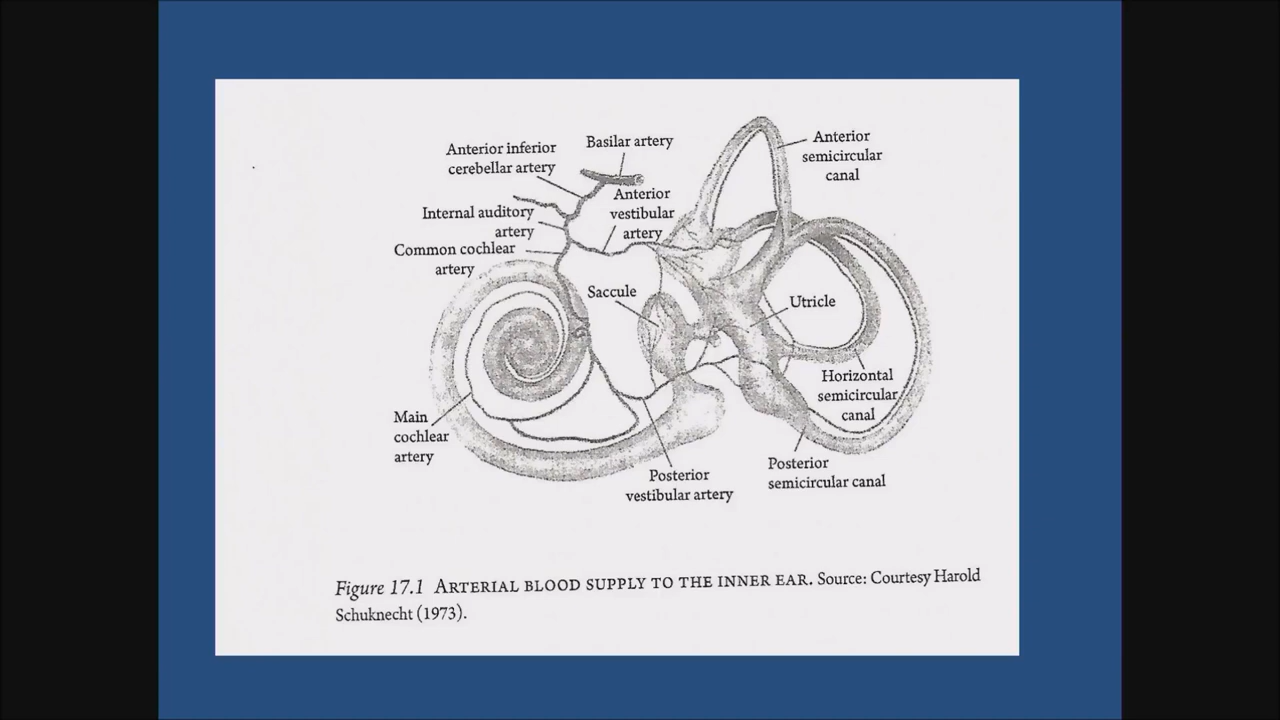 Anterior inferior
cerebellar artery
Basilar artery
Anterior
semicircular
canal
Internal auditory
artery
Anterior
vestibular
artery
Common cochlear
artery
Saccule
Utricle
Horizontal
semicircular
canal
Main
cochlear
artery
Posterior
vestibular artery
Posterior
semicircular canal
Figure 17.1 ARTERIAL BLOOD SUPPLY TO THE INNER EAR. Source: Courtesy Harold
Schuknecht (1973).